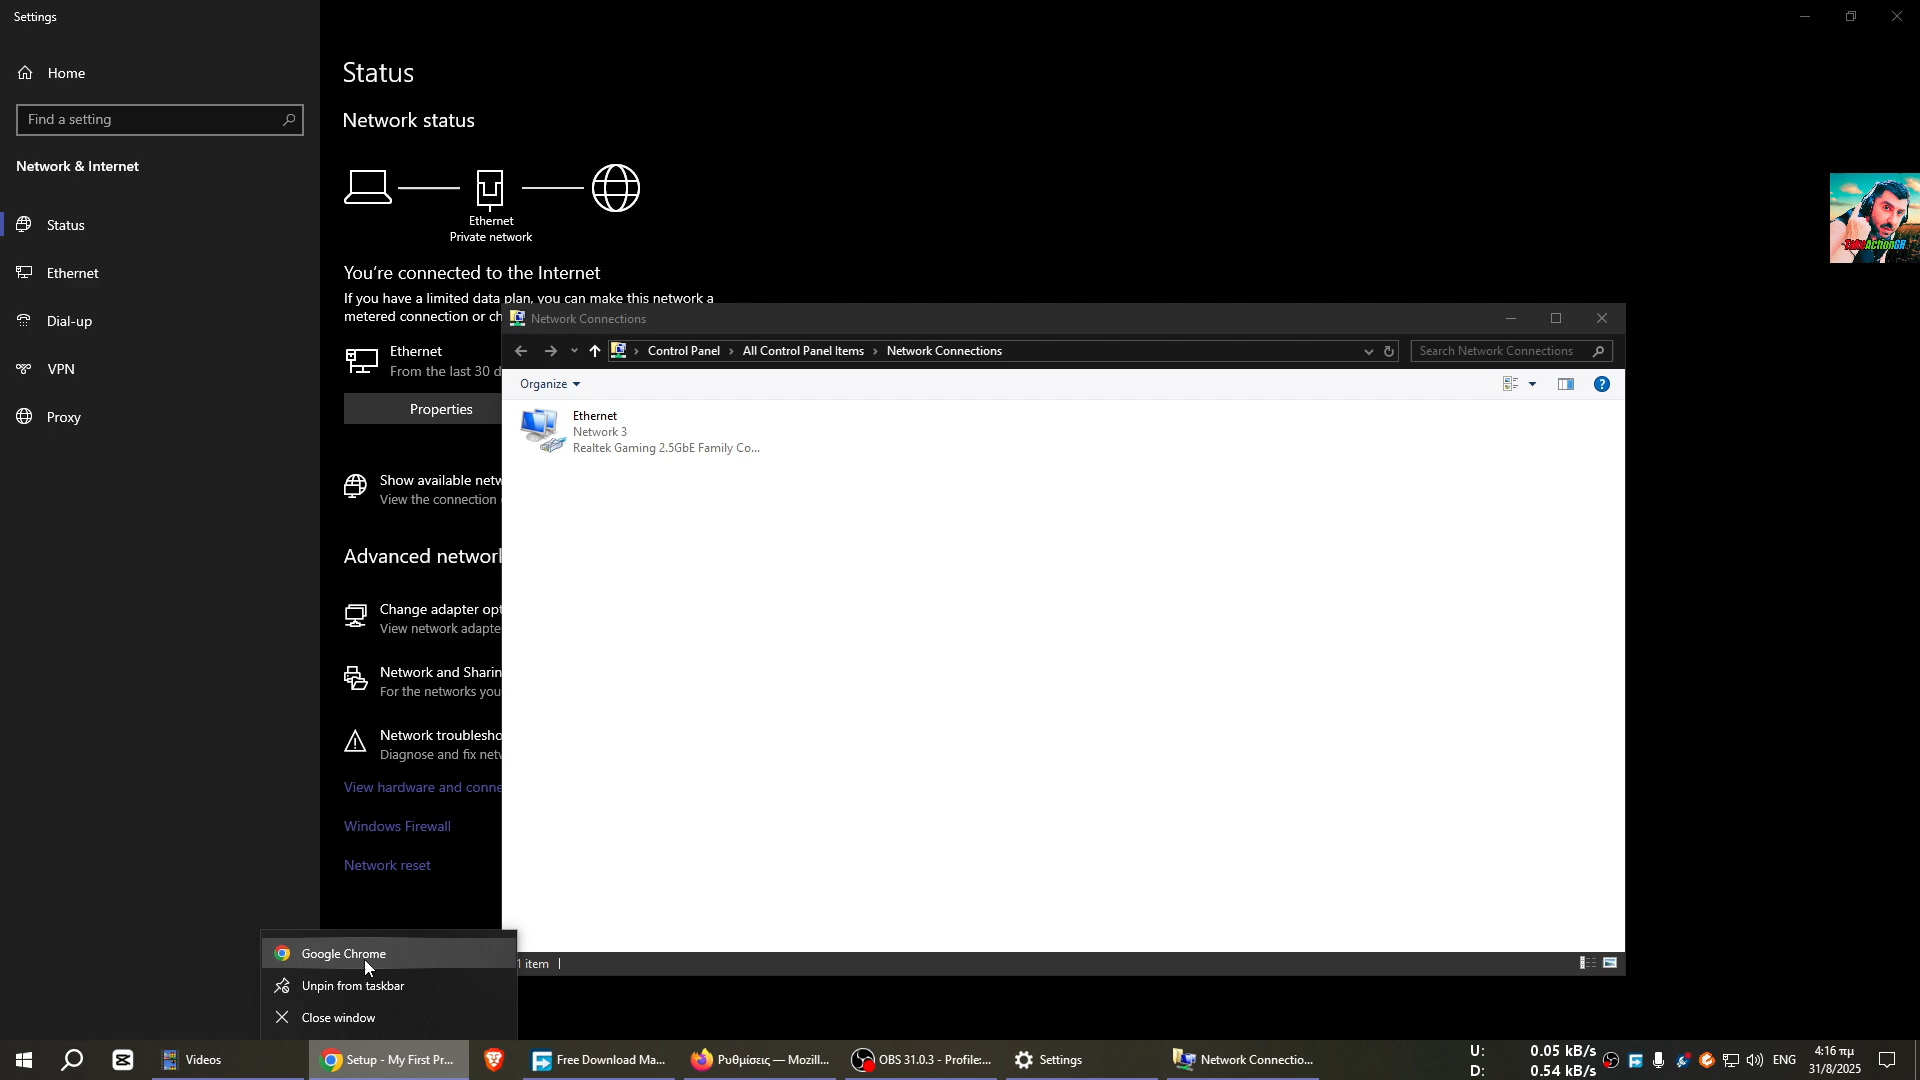 Settings
Home
Find a setting
Network & Internet
Status
Ethernet
Dial-up
VPN
Proxy
Status
Network status
Ethernet
Private network
You're connected to the Internet
If you have a limited data plan, you can make this network a
metered connection or ch
Ethernet
From the last 30 d
Properties
Show available netw
View the connection
Advanced network
Change adapter opt
View network adapte
Network and Sharin
For the networks you
Network troublesho
Diagnose and fix netw
View hardware and conne
Windows Firewall
Network reset
Network Connections
Control Panel > All Control Panel Items > Network Connections
Search Network Connections
Organize
Ethernet
Network 3
Realtek Gaming 2.5GbE Family Co...
1 item
TakeActionGR
Google Chrome
Unpin from taskbar
Close window
Videos
Setup - My First Pr...
Free Download Ma...
Ρυθμίσεις — Mozill...
OBS 31.0.3 - Profile:...
Settings
Network Connectio...
U: 0.05 kB/s
D: 0.54 kB/s
ENG
4:16 πμ
31/8/2025